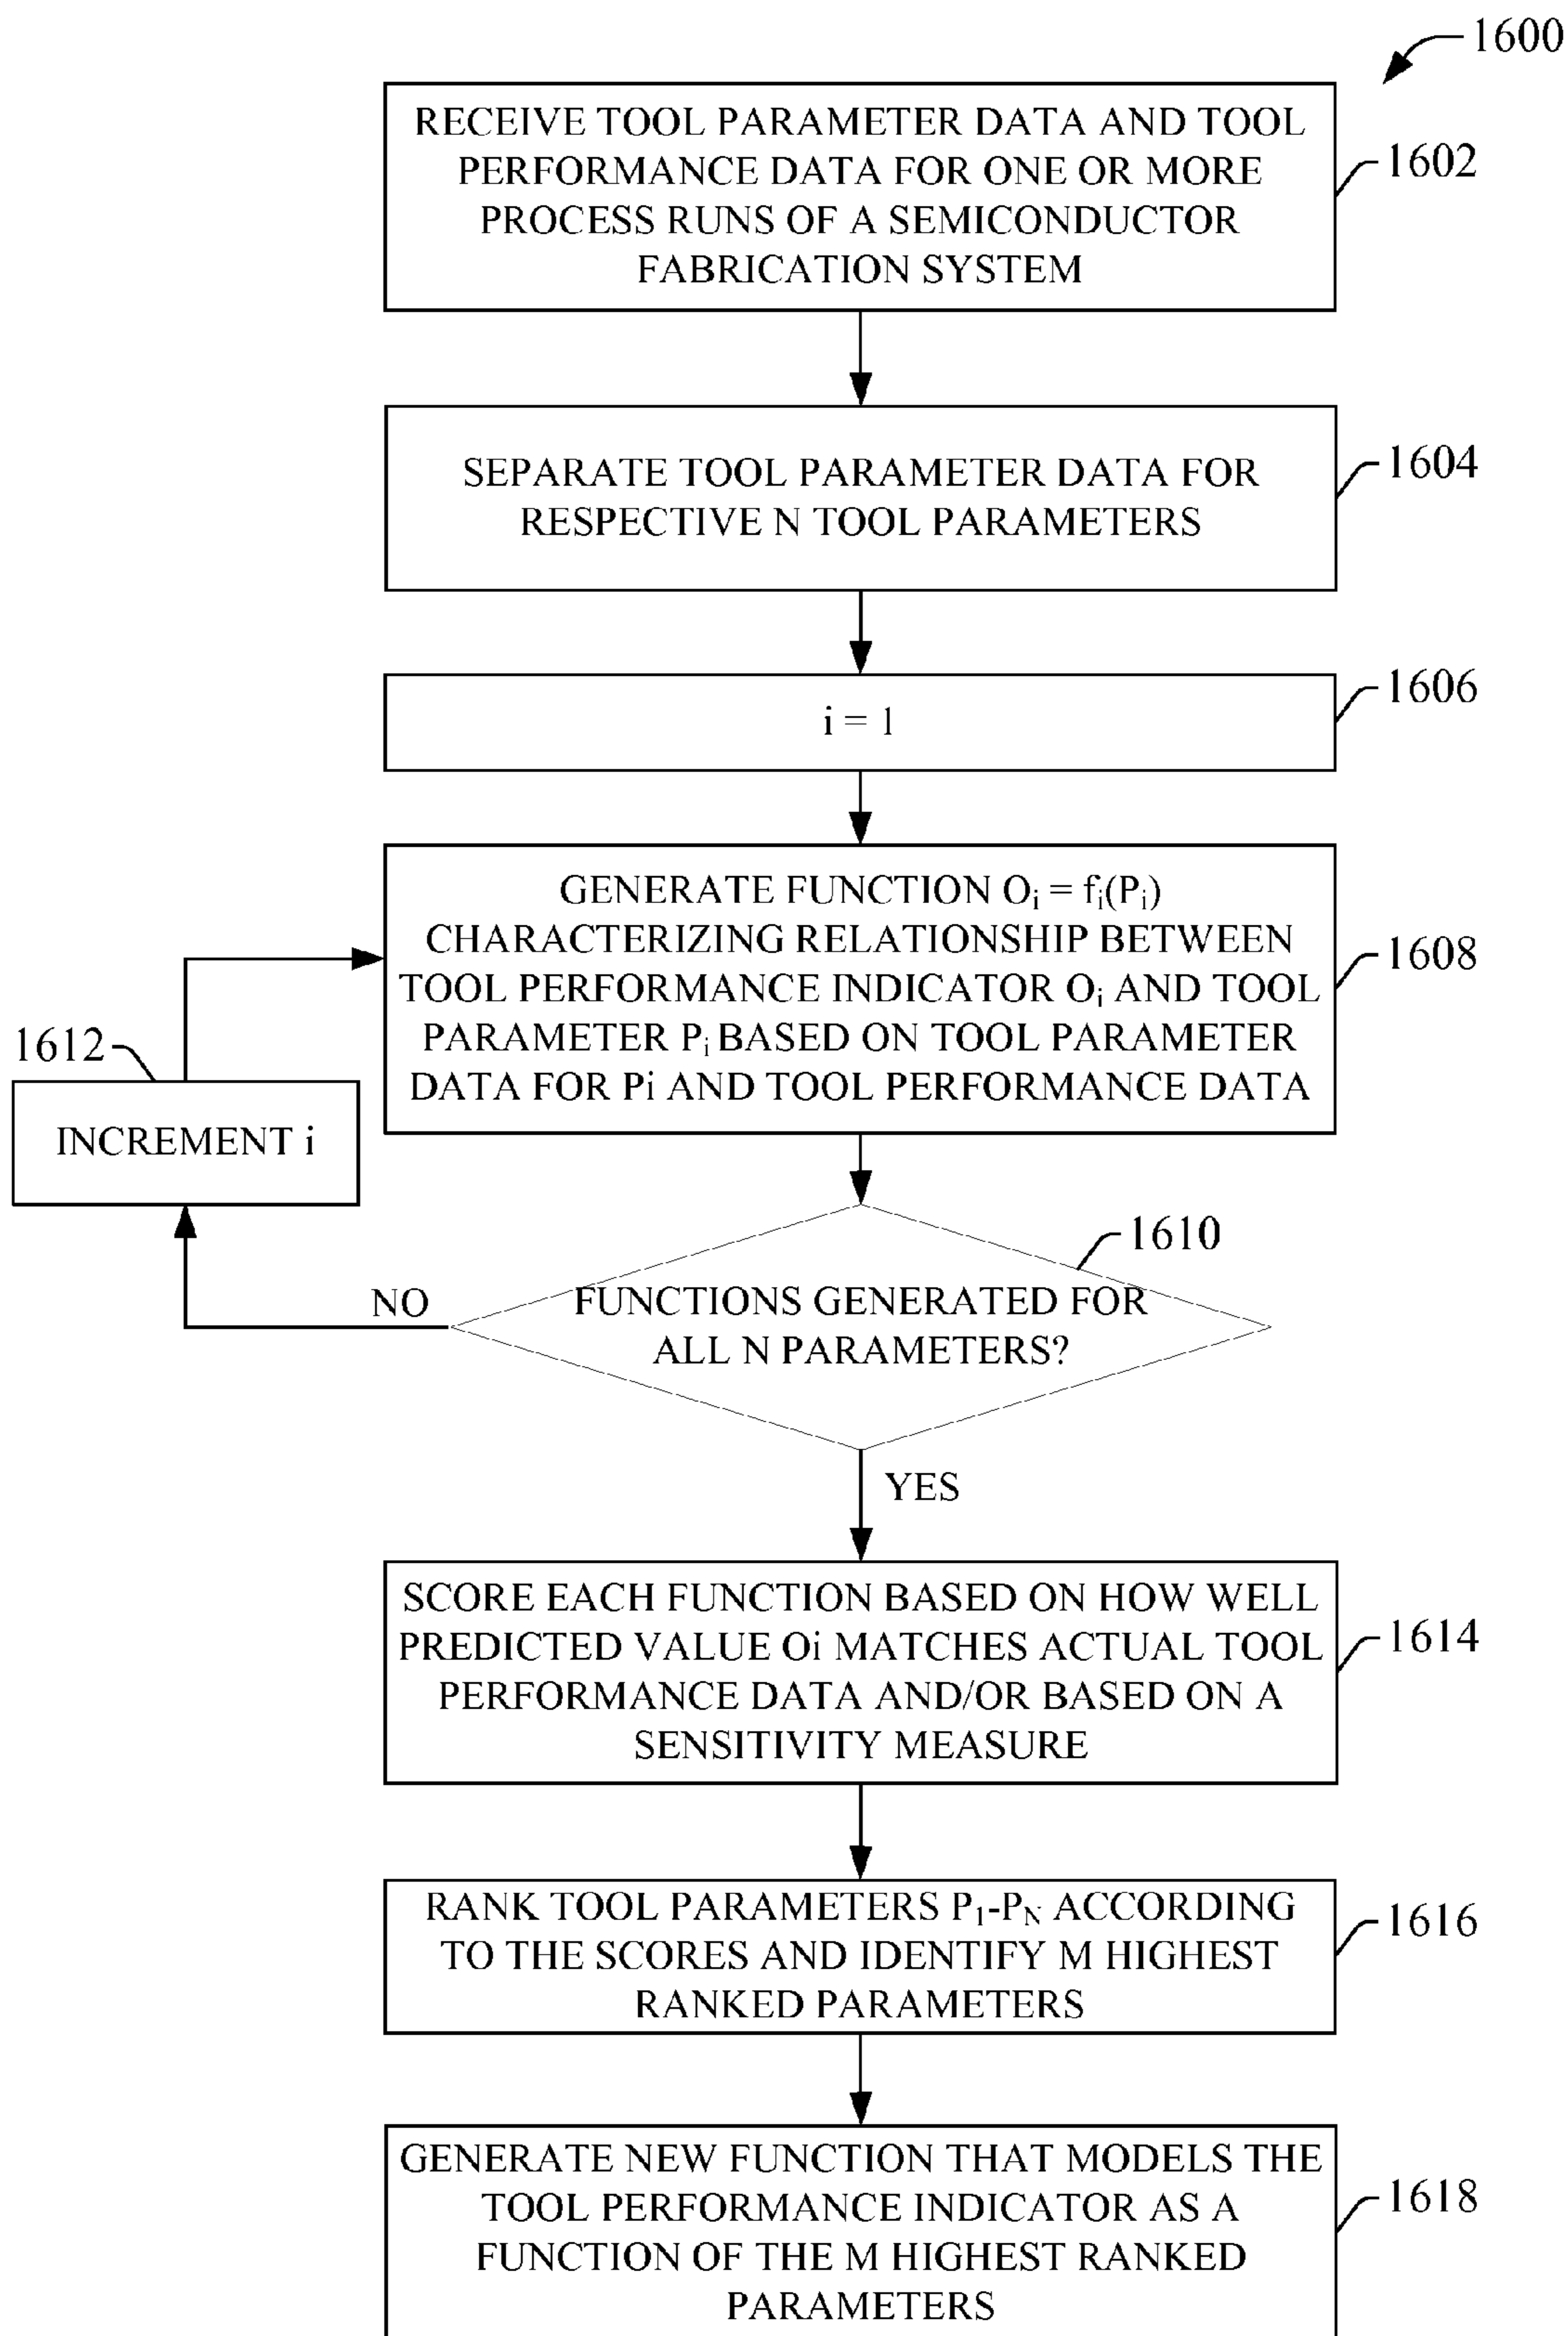 1600
RECEIVE TOOL PARAMETER DATA AND TOOL
PERFORMANCE DATA FOR ONE OR MORE
PROCESS RUNS OF A SEMICONDUCTOR
FABRICATION SYSTEM
1602
SEPARATE TOOL PARAMETER DATA FOR
RESPECTIVE N TOOL PARAMETERS
1604
i = 1
1606
GENERATE FUNCTION Oᵢ = fᵢ(Pᵢ)
CHARACTERIZING RELATIONSHIP BETWEEN
TOOL PERFORMANCE INDICATOR Oᵢ AND TOOL
PARAMETER Pᵢ BASED ON TOOL PARAMETER
DATA FOR Pi AND TOOL PERFORMANCE DATA
1608
1612
INCREMENT i
1610
FUNCTIONS GENERATED FOR
ALL N PARAMETERS?
NO
YES
SCORE EACH FUNCTION BASED ON HOW WELL
PREDICTED VALUE Oi MATCHES ACTUAL TOOL
PERFORMANCE DATA AND/OR BASED ON A
SENSITIVITY MEASURE
1614
RANK TOOL PARAMETERS P₁-P_N ACCORDING
TO THE SCORES AND IDENTIFY M HIGHEST
RANKED PARAMETERS
1616
GENERATE NEW FUNCTION THAT MODELS THE
TOOL PERFORMANCE INDICATOR AS A
FUNCTION OF THE M HIGHEST RANKED
PARAMETERS
1618